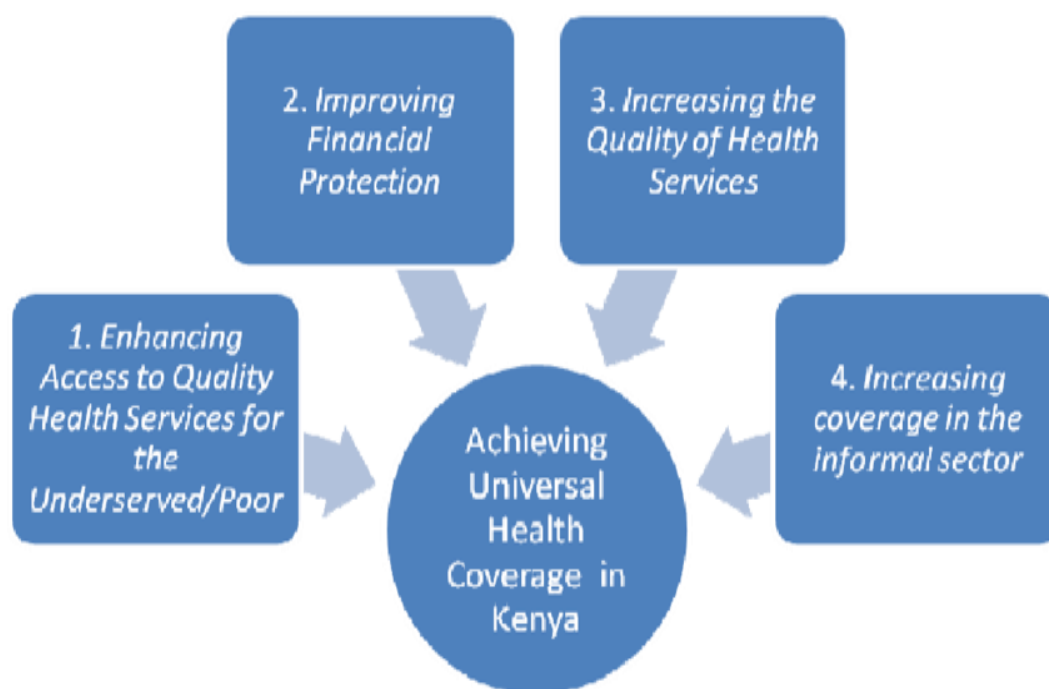 1. Enhancing
Access to Quality
Health Services for
the
Underserved/Poor
2. Improving
Financial
Protection
3. Increasing the
Quality of Health
Services
4. Increasing
coverage in the
informal sector
Achieving
Universal
Health
Coverage in
Kenya